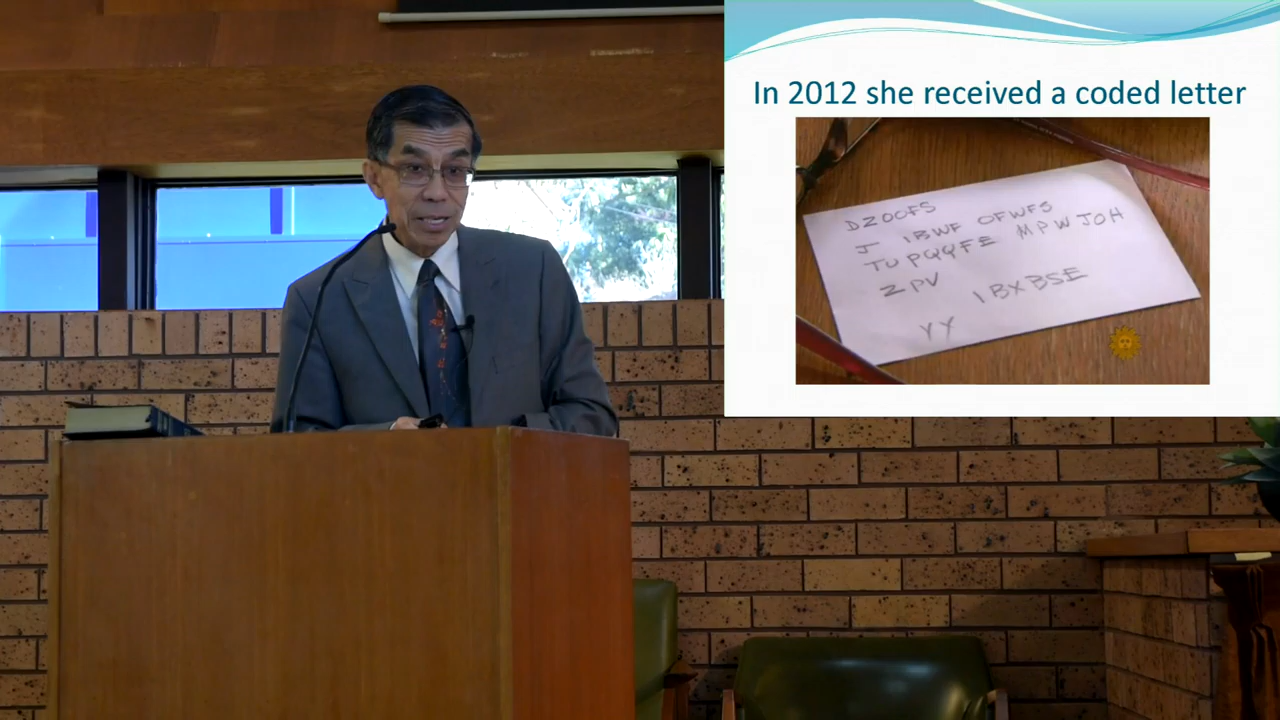 In 2012 she received a coded letter
DZOOFS
J IBWF OFWFS
TUPQQFE MPWJOH
ZPV IBXBSE
YY